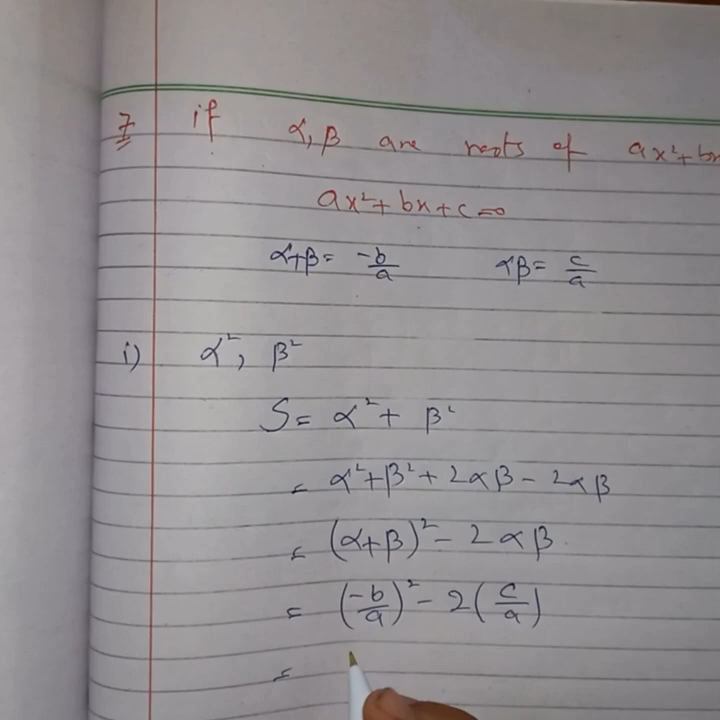 7 if α, β are roots of ax²+bx
ax²+bx+c=0
α+β= -b/a αβ= c/a
i) α², β²
S= α²+ β²
= α²+β²+2αβ-2αβ
= (α+β)²-2αβ
= (-b/a)²-2(c/a)
=